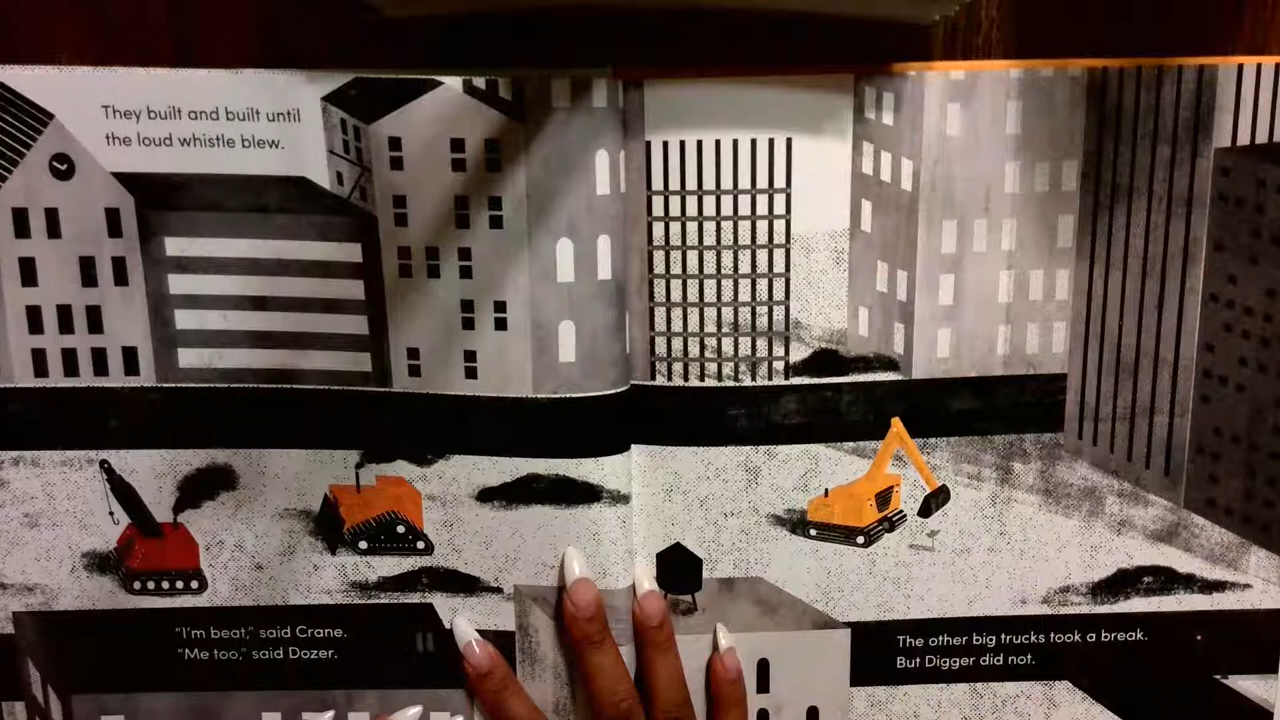 They built and built until
the loud whistle blew.
“I’m beat,” said Crane.
“Me too,” said Dozer.
The other big trucks took a break.
But Digger did not.